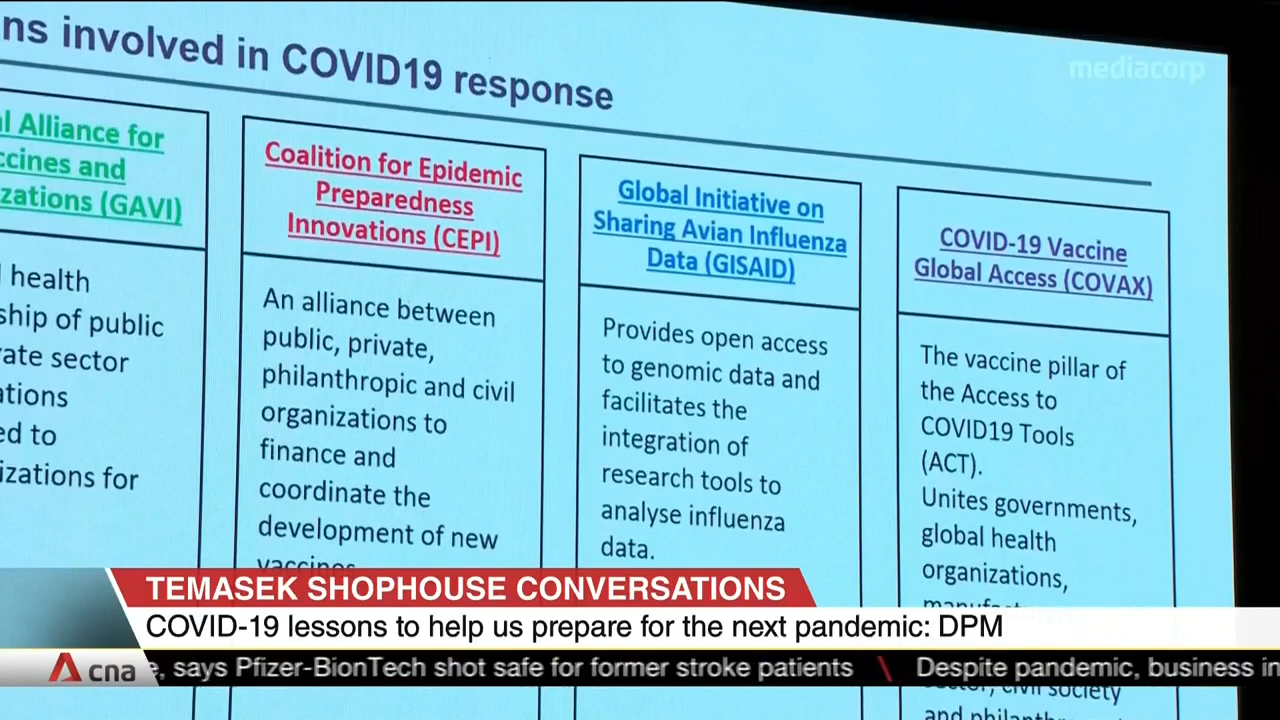 ns involved in COVID19 response
mediacorp
l Alliance for
ccines and
zations (GAVI)
health
ship of public
vate sector
ations
ed to
izations for
Coalition for Epidemic
Preparedness
Innovations (CEPI)
An alliance between
public, private,
philanthropic and civil
organizations to
finance and
coordinate the
development of new
vaccines
Global Initiative on
Sharing Avian Influenza
Data (GISAID)
Provides open access
to genomic data and
facilitates the
integration of
research tools to
analyse influenza
data.
COVID-19 Vaccine
Global Access (COVAX)
The vaccine pillar of
the Access to
COVID19 Tools
(ACT).
Unites governments,
global health
organizations,
sector, civil society
TEMASEK SHOPHOUSE CONVERSATIONS
COVID-19 lessons to help us prepare for the next pandemic: DPM
cna
e, says Pfizer-BionTech shot safe for former stroke patients \ Despite pandemic, business in